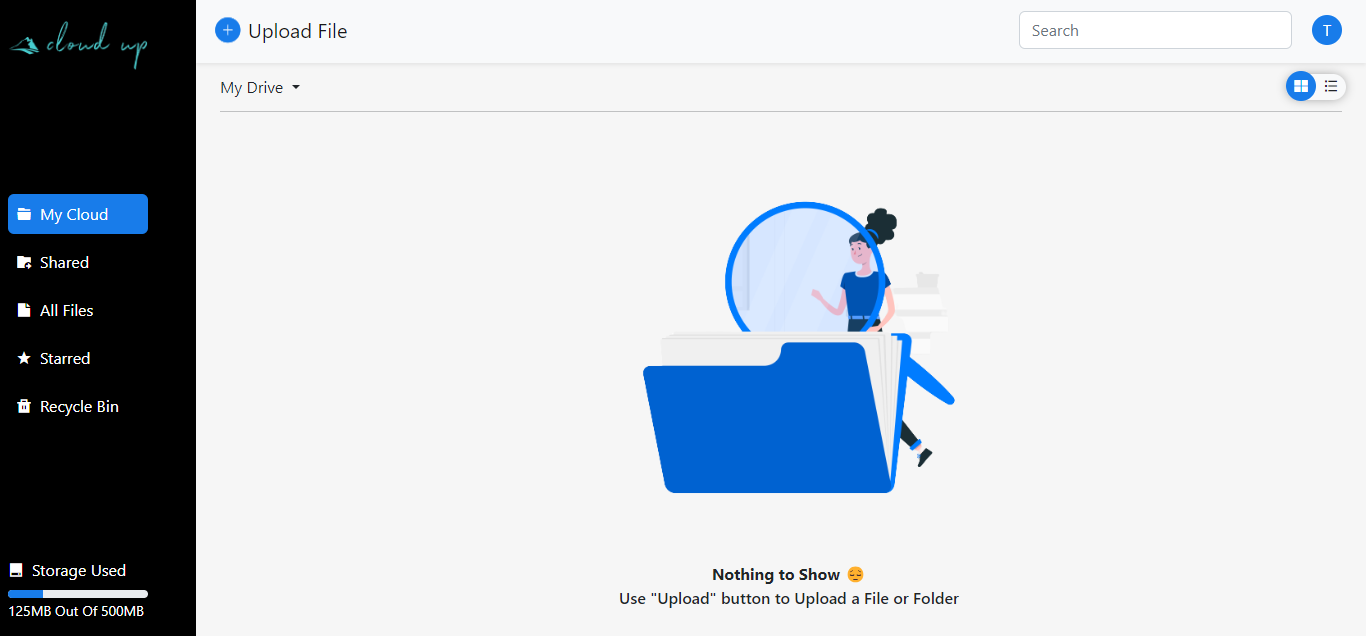 cloud up
Upload File
Search
T
My Drive
My Cloud
Shared
All Files
Starred
Recycle Bin
Nothing to Show 😔
Use "Upload" button to Upload a File or Folder
Storage Used
125MB Out Of 500MB